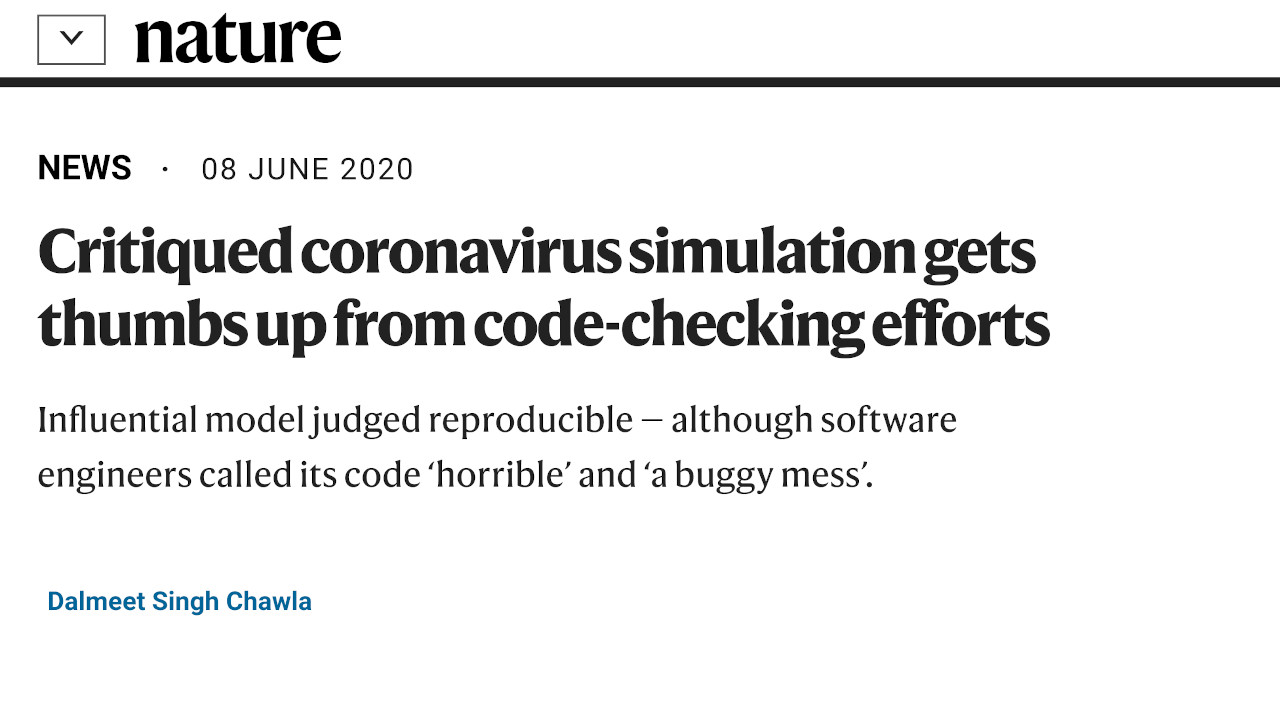 nature
NEWS · 08 JUNE 2020
Critiqued coronavirus simulation gets
thumbs up from code-checking efforts
Influential model judged reproducible — although software
engineers called its code ‘horrible’ and ‘a buggy mess’.
Dalmeet Singh Chawla